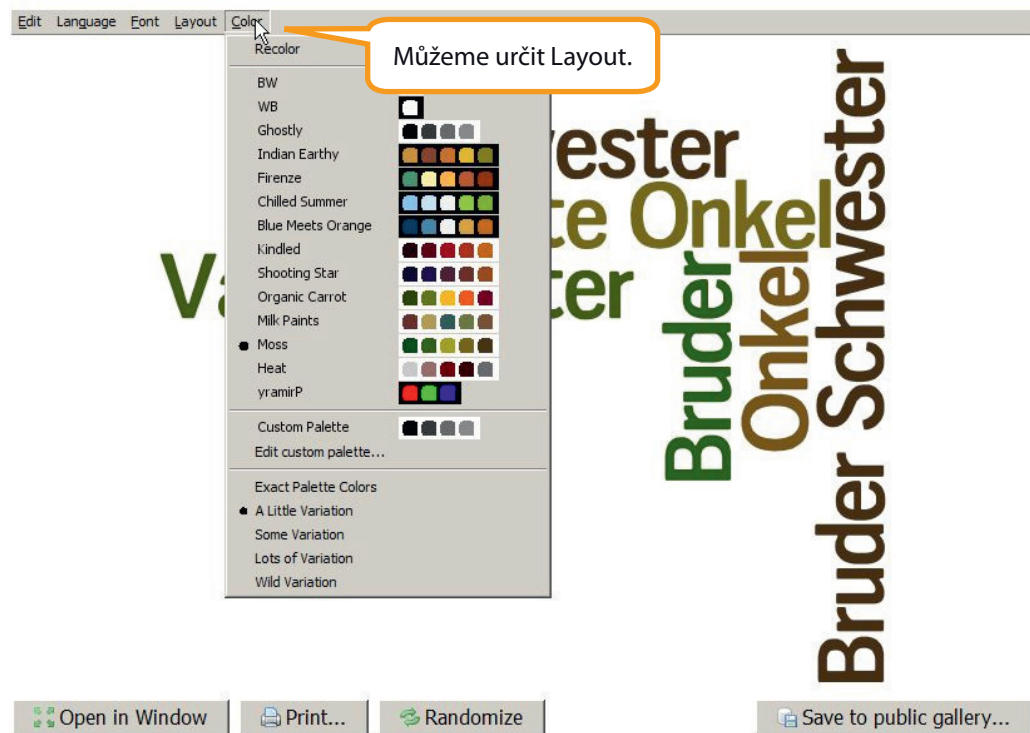 Edit Language Font Layout Color
Můžeme určit Layout.
Recolor
BW
WB
Ghostly
Indian Earthy
Firenze
Chilled Summer
Blue Meets Orange
Kindled
Shooting Star
Organic Carrot
Milk Paints
Moss
Heat
yramirP
Custom Palette
Edit custom palette...
Exact Palette Colors
A Little Variation
Some Variation
Lots of Variation
Wild Variation
wester
te Onkel
Va
ter
Bruder
Onkel
Bruder Schwester
Open in Window
Print...
Randomize
Save to public gallery...